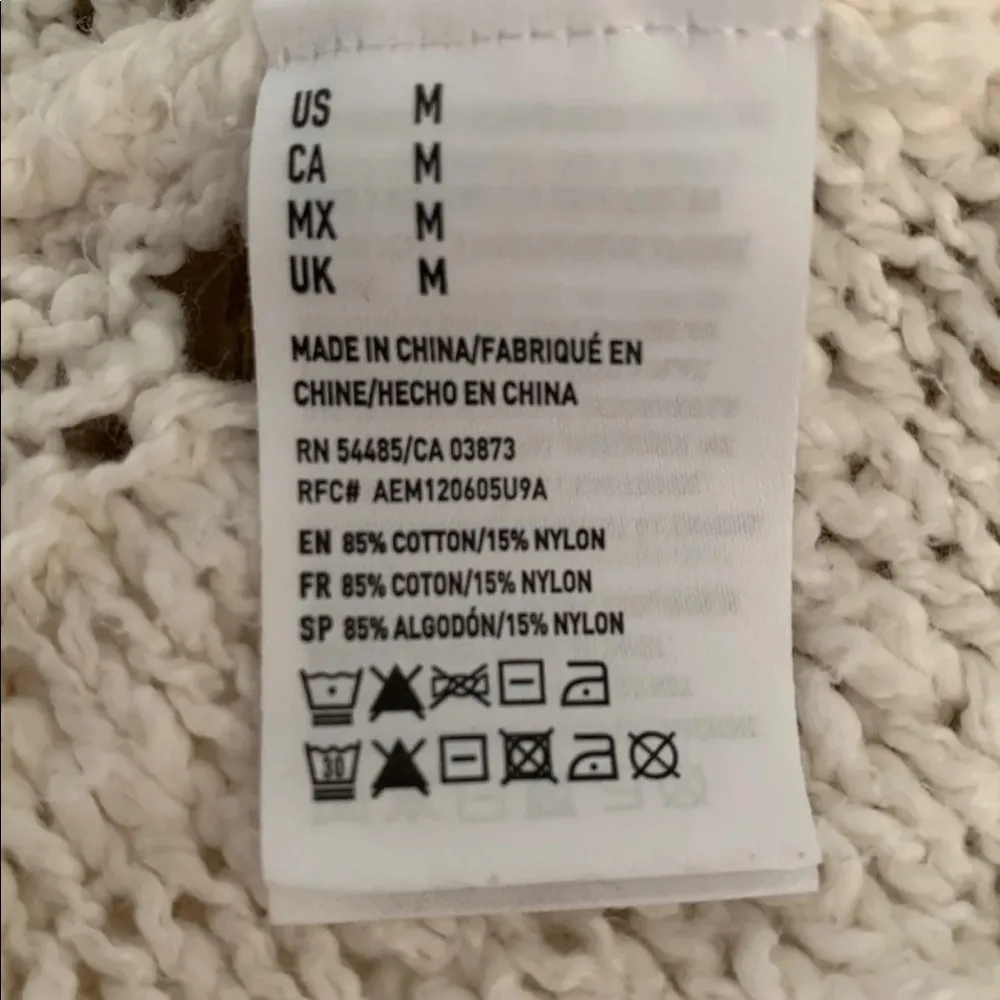 US M
CA M
MX M
UK M
MADE IN CHINA/FABRIQUÉ EN
CHINE/HECHO EN CHINA
RN 54485/CA 03873
RFC# AEM120605U9A
EN 85% COTTON/15% NYLON
FR 85% COTON/15% NYLON
SP 85% ALGODÓN/15% NYLON
30